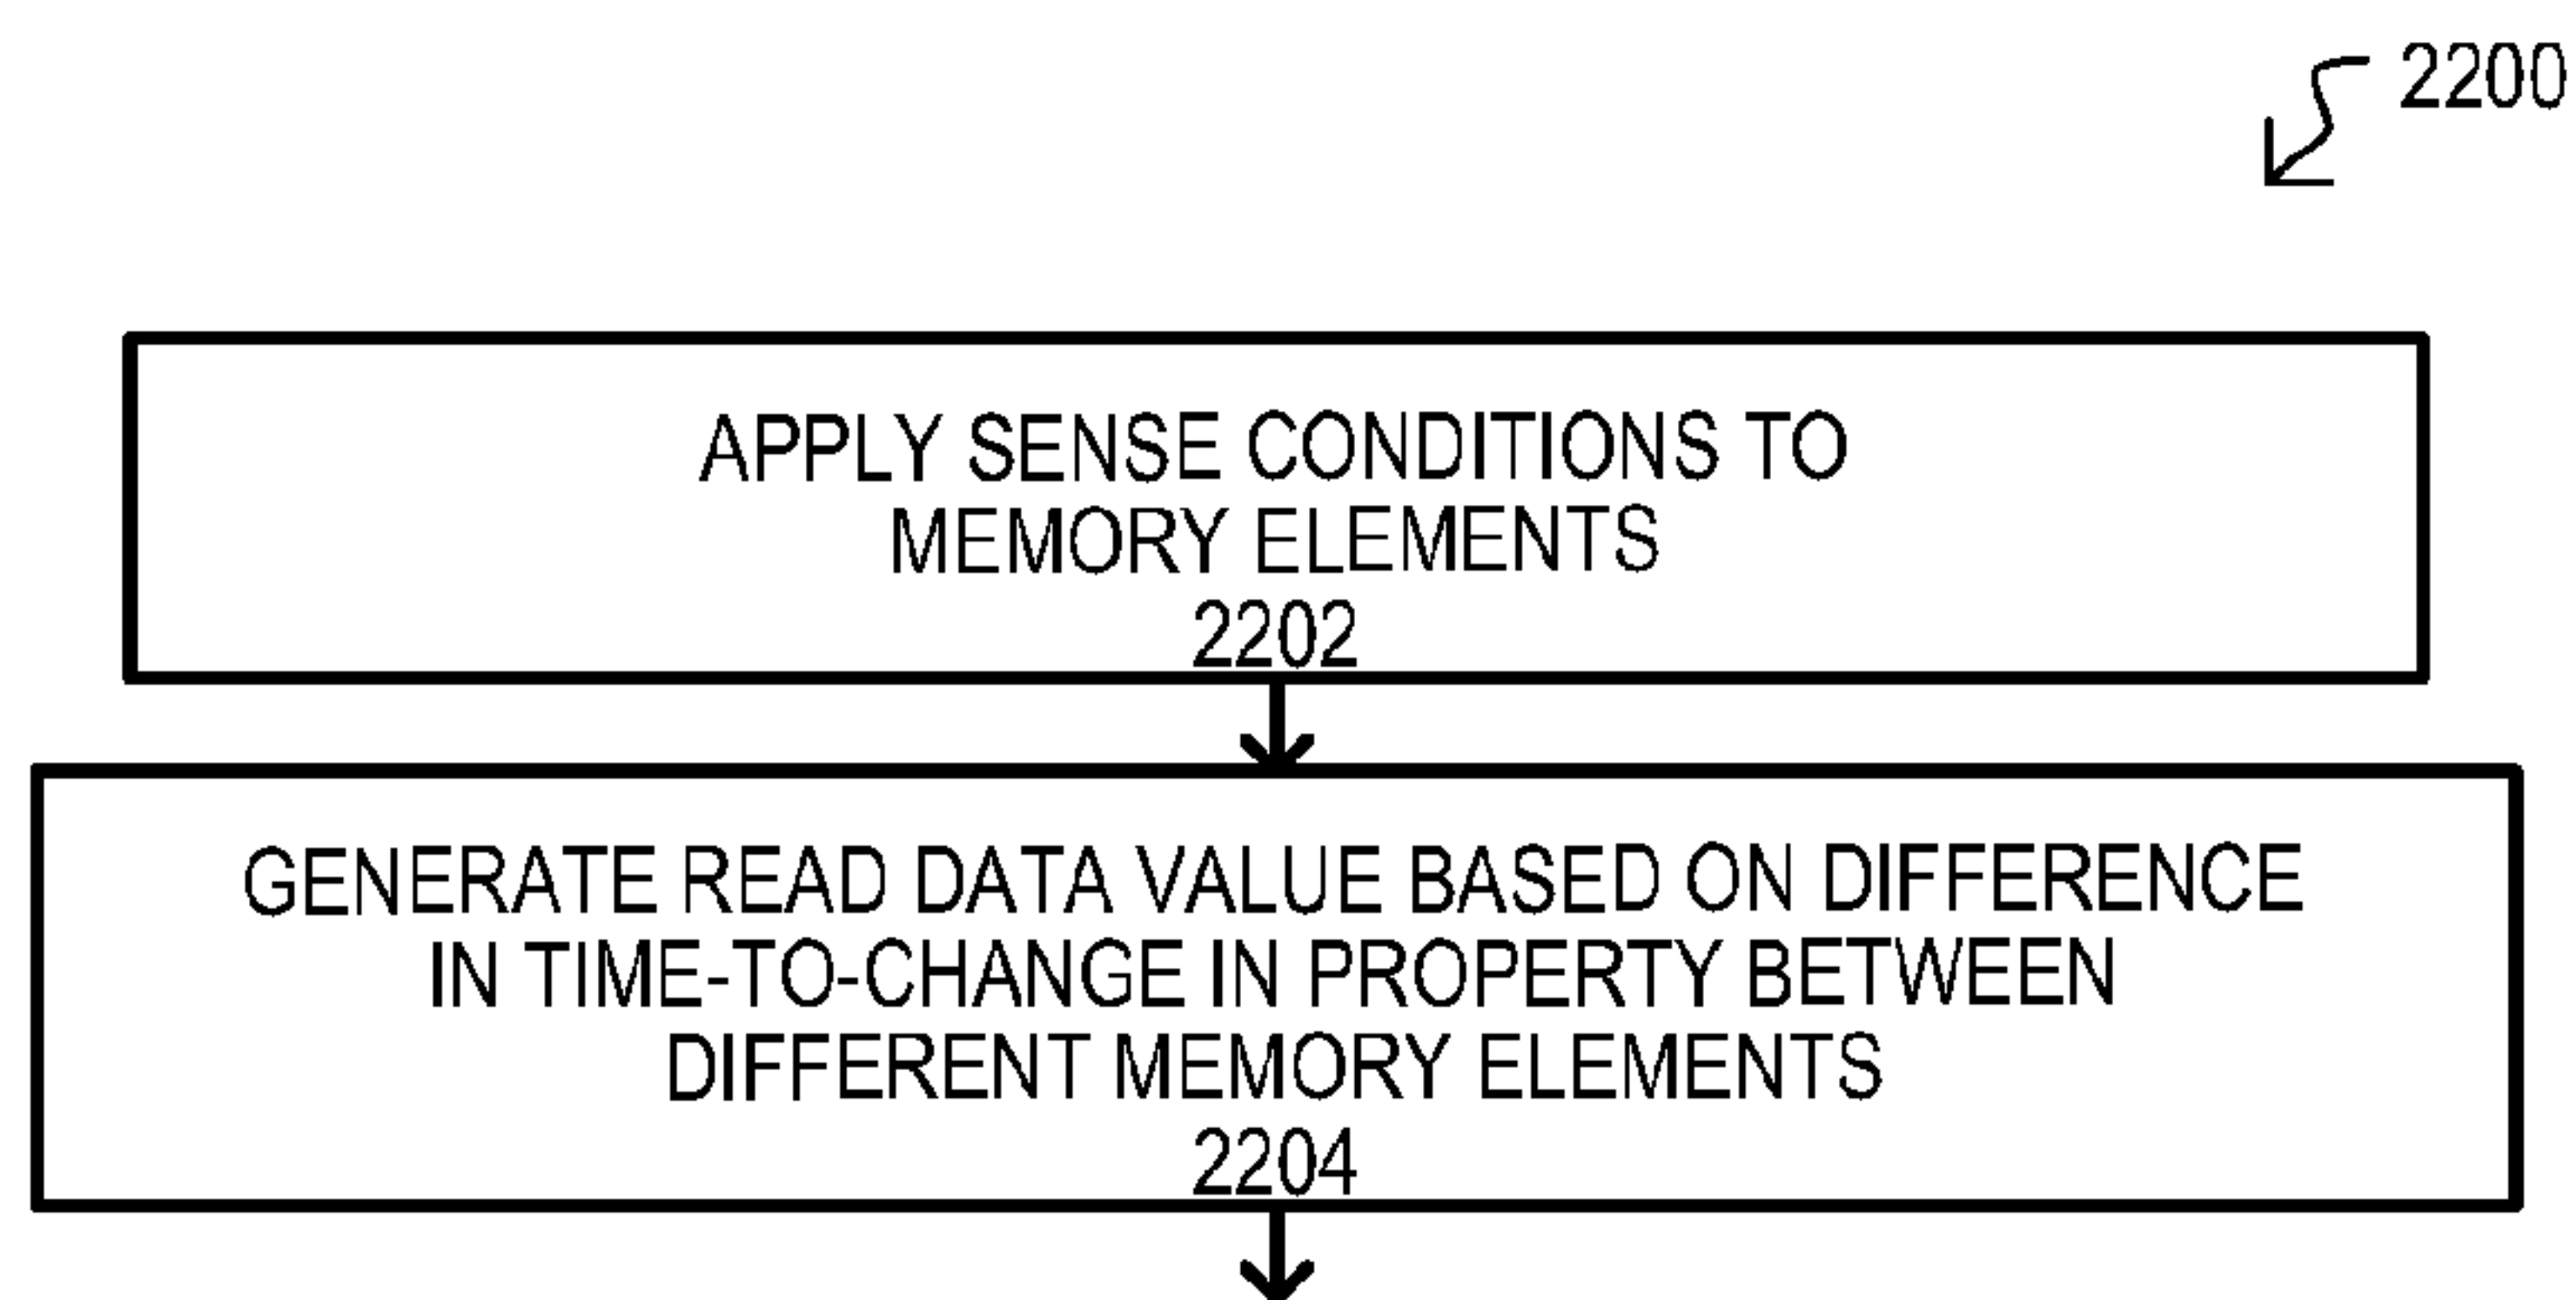 2200
APPLY SENSE CONDITIONS TO
MEMORY ELEMENTS
2202
GENERATE READ DATA VALUE BASED ON DIFFERENCE
IN TIME-TO-CHANGE IN PROPERTY BETWEEN
DIFFERENT MEMORY ELEMENTS
2204